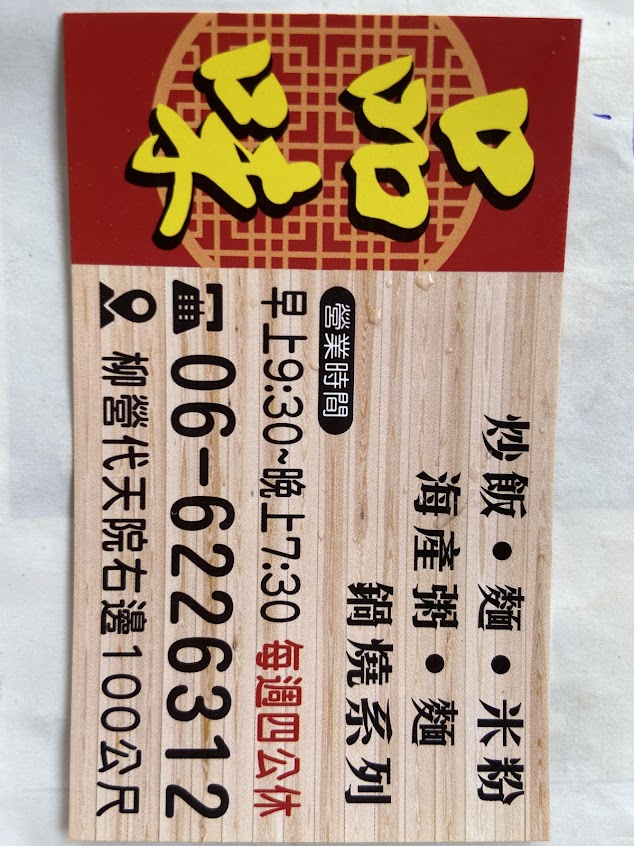 品味
炒飯•麵•米粉
海產粥•麵
鍋燒系列
營業時間
早上9:30~晚上7:30 每週四公休
06-6226312
柳營代天院右邊100公尺